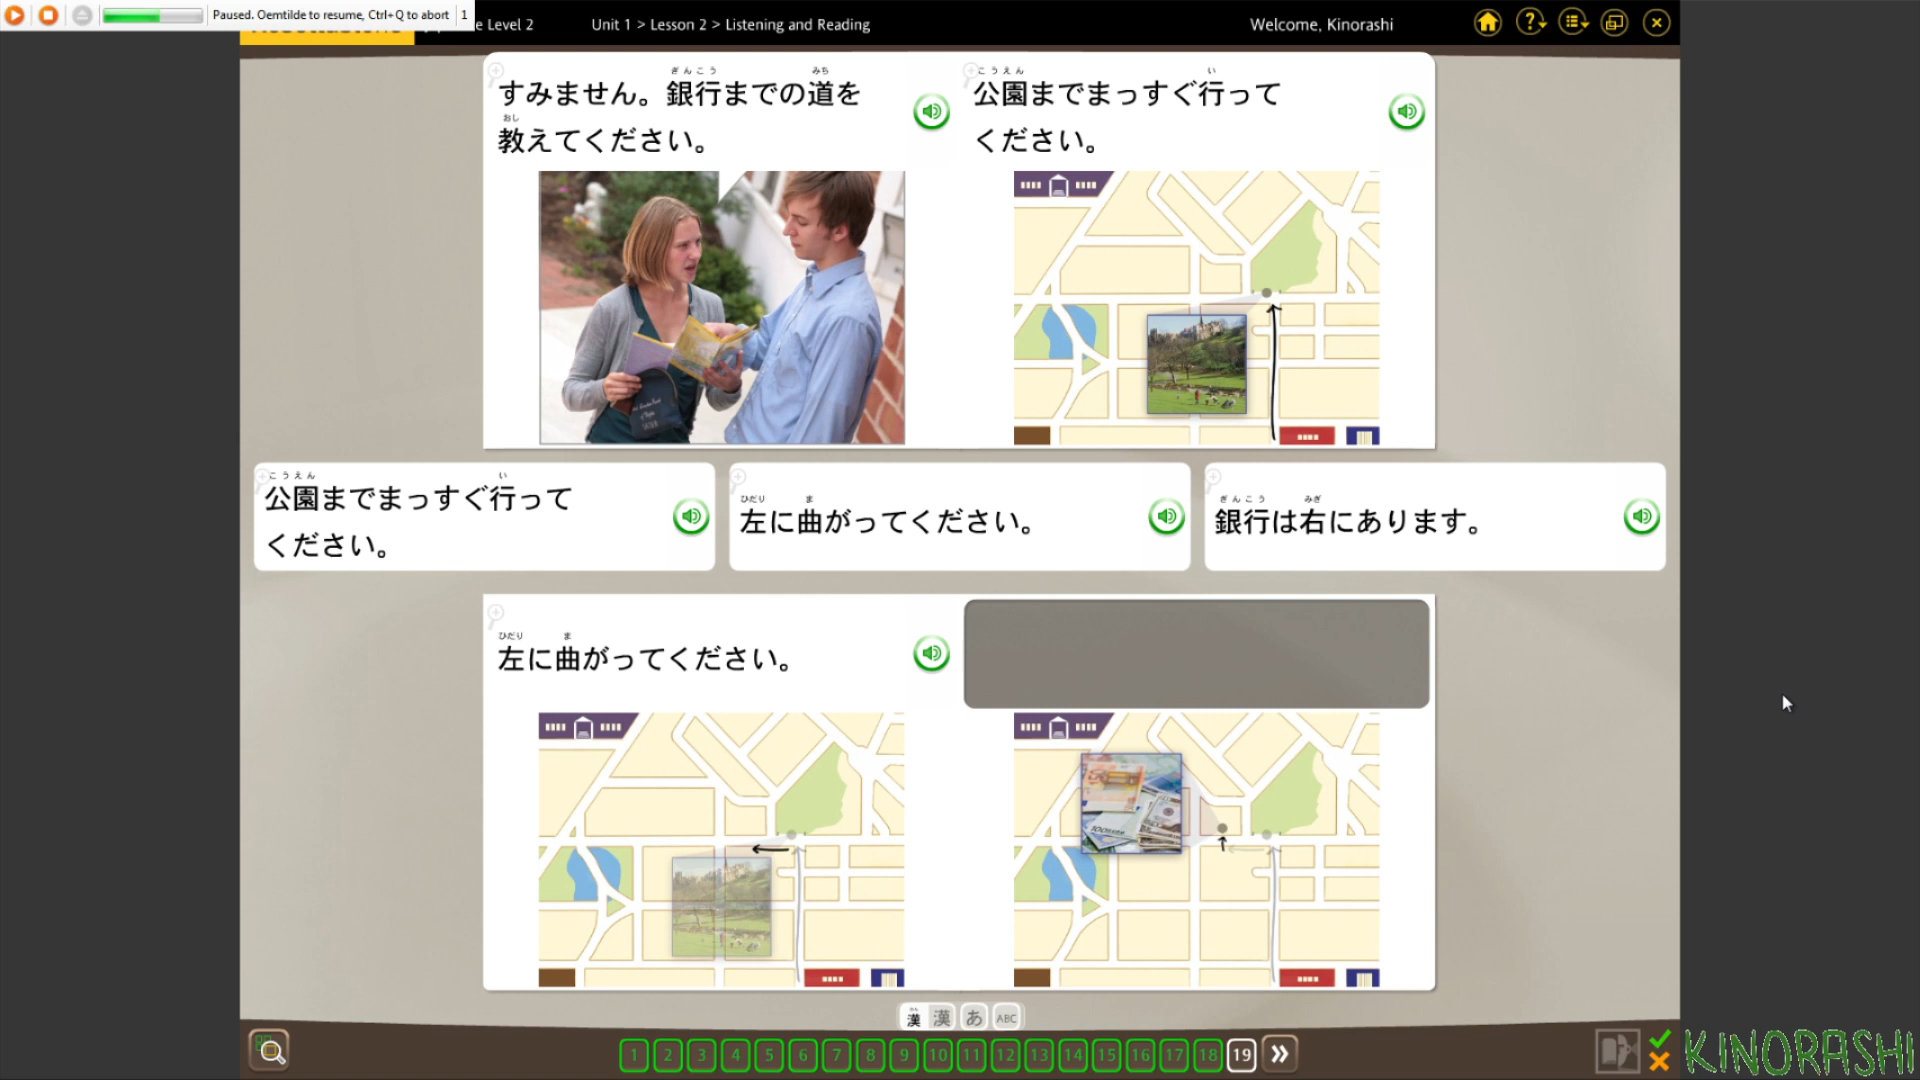 Paused. Oemtilde to resume, Ctrl+Q to abort 1
e Level 2
Unit 1 > Lesson 2 > Listening and Reading
Welcome, Kinorashi
ぎんこう みち
すみません。銀行までの道を
おし
教えてください。
こうえん い
公園までまっすぐ行って
ください。
こうえん い
公園までまっすぐ行って
ください。
ひだり ま
左に曲がってください。
ぎんこう みぎ
銀行は右にあります。
ひだり ま
左に曲がってください。
漢 漢 あ ABC
1 2 3 4 5 6 7 8 9 10 11 12 13 14 15 16 17 18 19
KINORASHI